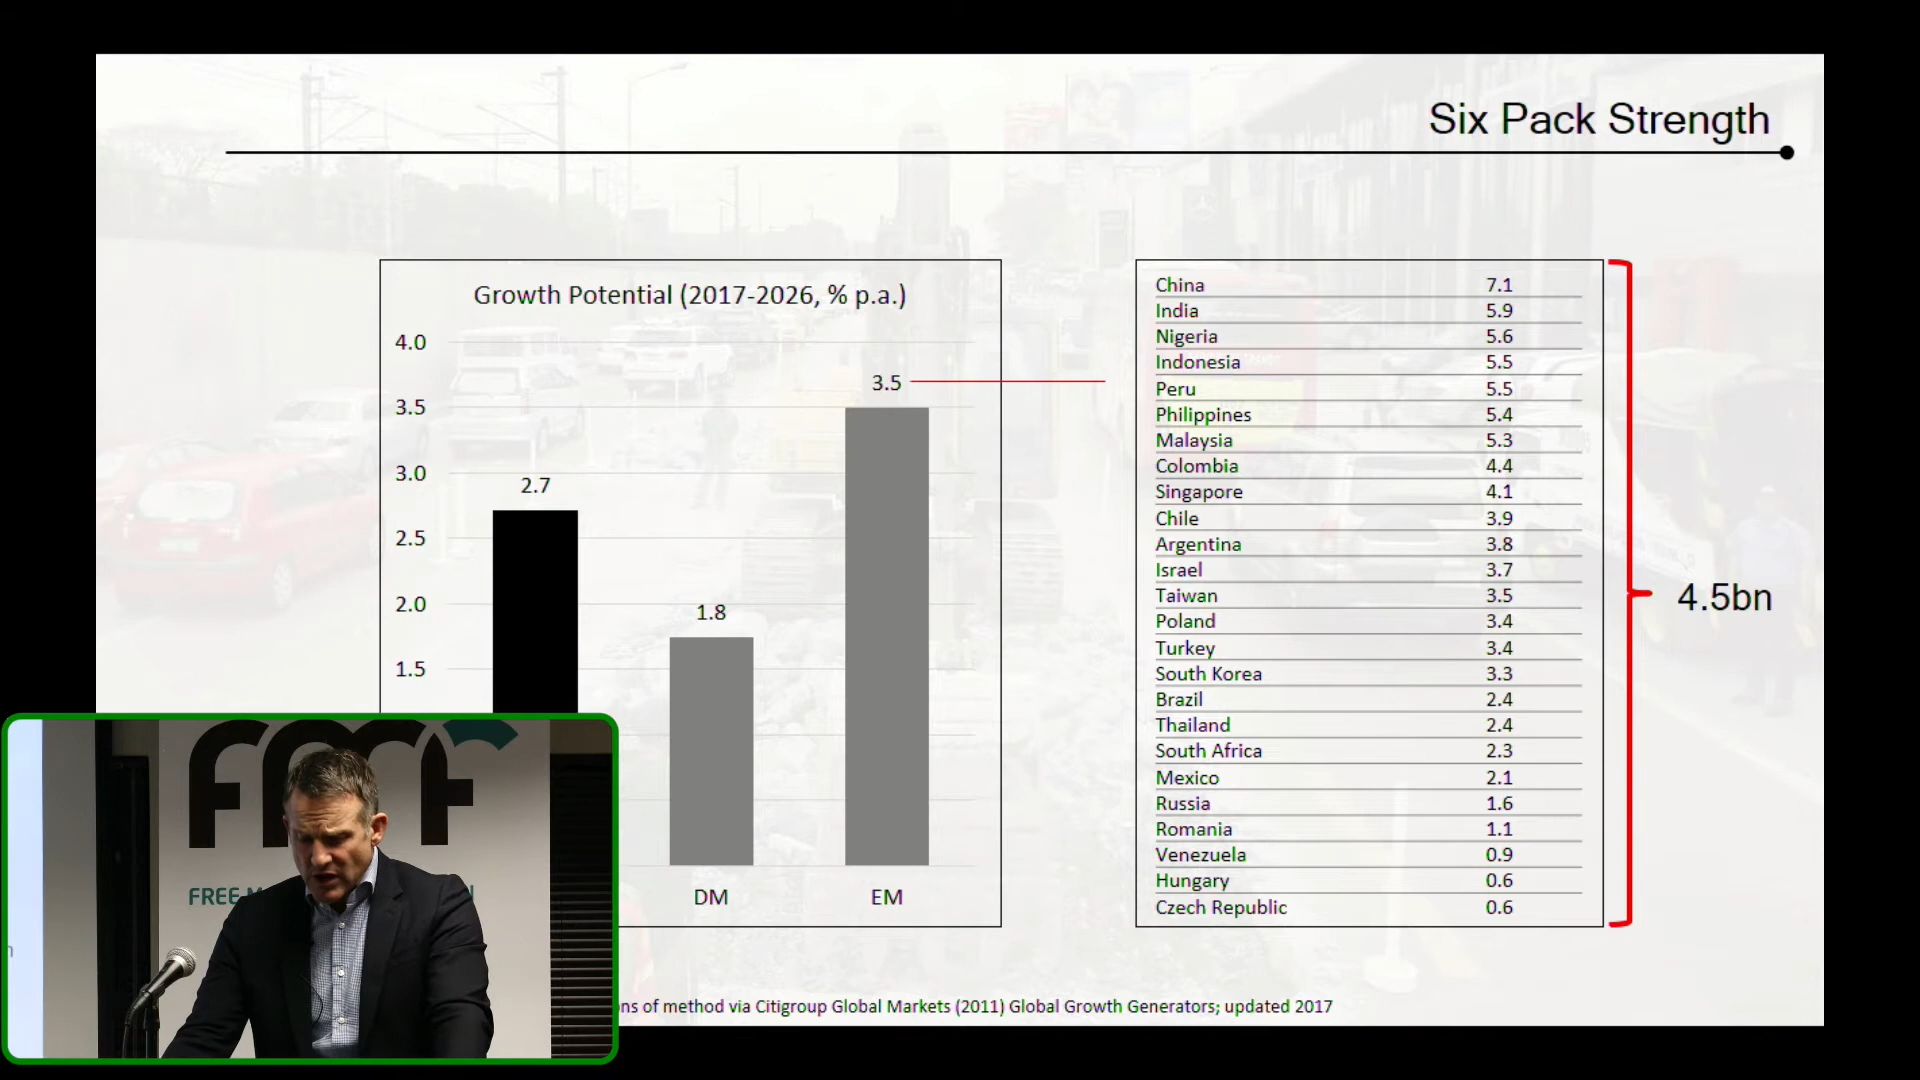 Six Pack Strength
Growth Potential (2017-2026, % p.a.)
4.0
3.5
3.0
2.5
2.0
1.5
2.7
1.8
3.5
DM
EM
China 7.1
India 5.9
Nigeria 5.6
Indonesia 5.5
Peru 5.5
Philippines 5.4
Malaysia 5.3
Colombia 4.4
Singapore 4.1
Chile 3.9
Argentina 3.8
Israel 3.7
Taiwan 3.5
Poland 3.4
Turkey 3.4
South Korea 3.3
Brazil 2.4
Thailand 2.4
South Africa 2.3
Mexico 2.1
Russia 1.6
Romania 1.1
Venezuela 0.9
Hungary 0.6
Czech Republic 0.6
4.5bn
of method via Citigroup Global Markets (2011) Global Growth Generators; updated 2017
FREE